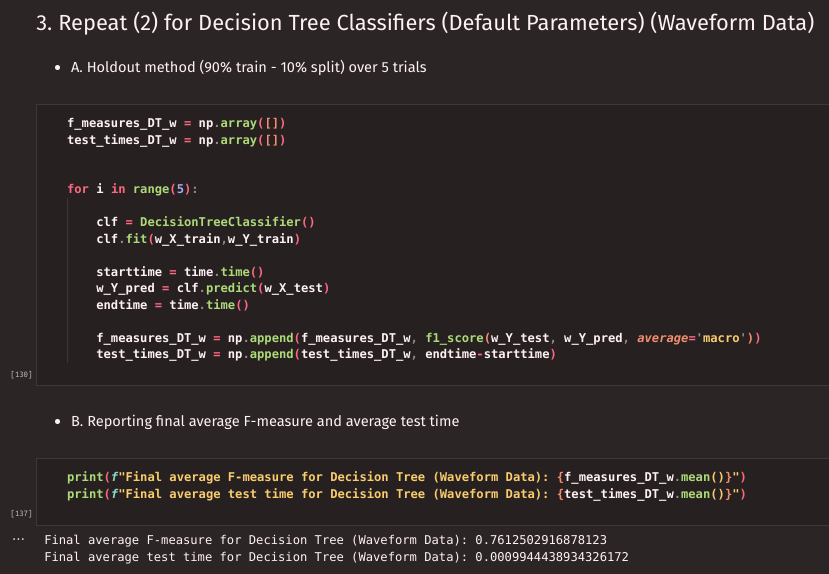 3. Repeat (2) for Decision Tree Classifiers (Default Parameters) (Waveform Data)
• A. Holdout method (90% train - 10% split) over 5 trials
f_measures_DT_w = np.array([])
test_times_DT_w = np.array([])
for i in range(5):
clf = DecisionTreeClassifier()
clf.fit(w_X_train,w_Y_train)
starttime = time.time()
w_Y_pred = clf.predict(w_X_test)
endtime = time.time()
f_measures_DT_w = np.append(f_measures_DT_w, f1_score(w_Y_test, w_Y_pred, average='macro'))
test_times_DT_w = np.append(test_times_DT_w, endtime-starttime)
[130]
• B. Reporting final average F-measure and average test time
print(f"Final average F-measure for Decision Tree (Waveform Data): {f_measures_DT_w.mean()}")
print(f"Final average test time for Decision Tree (Waveform Data): {test_times_DT_w.mean()}")
[137]
... Final average F-measure for Decision Tree (Waveform Data): 0.7612502916878123
Final average test time for Decision Tree (Waveform Data): 0.0009944438934326172